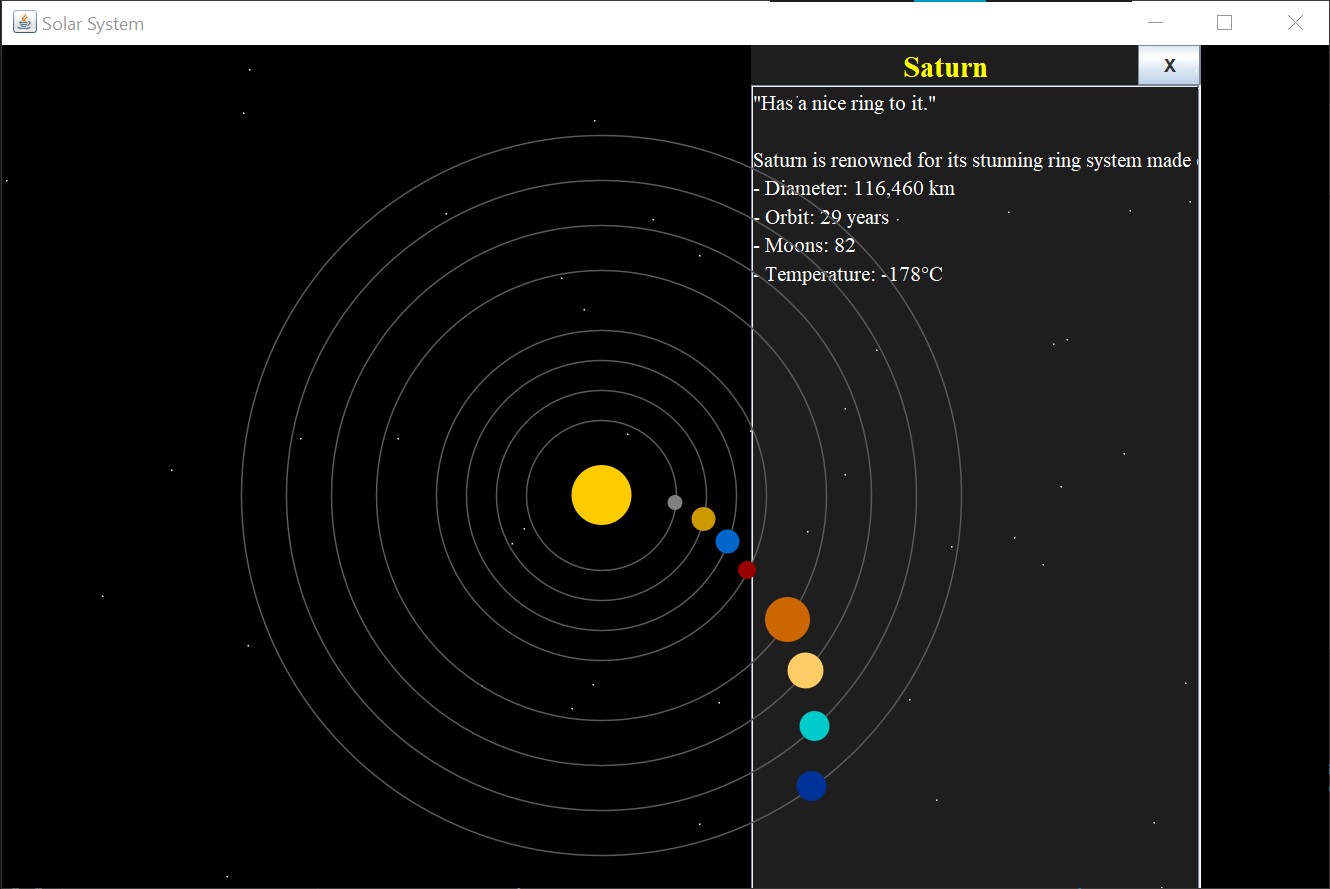 Solar System
Saturn
X
"Has a nice ring to it."
Saturn is renowned for its stunning ring system made
- Diameter: 116,460 km
- Orbit: 29 years
- Moons: 82
- Temperature: -178°C